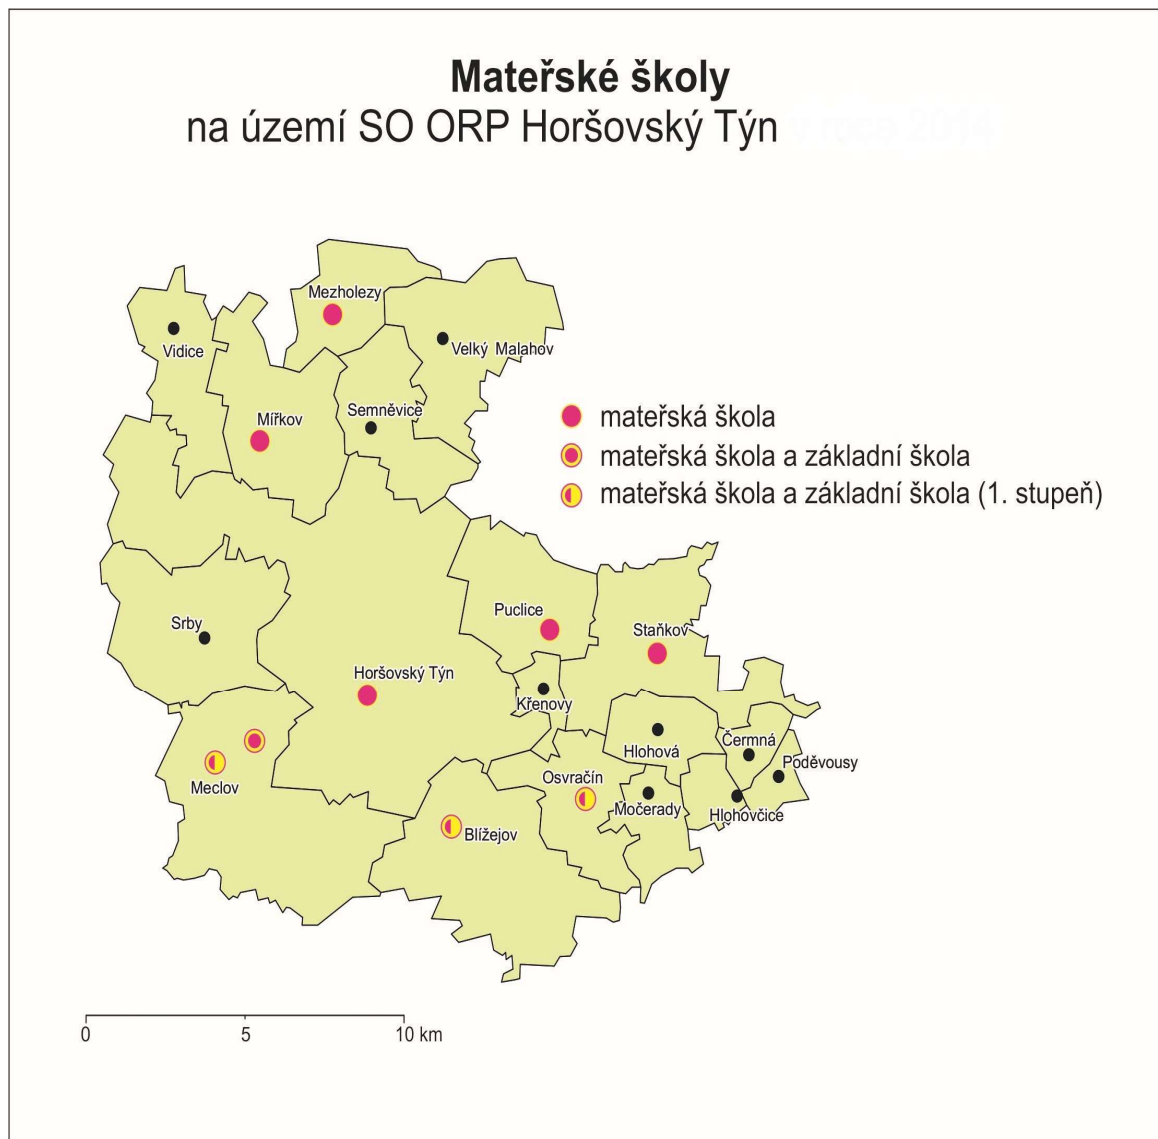 Mateřské školy
na území SO ORP Horšovský Týn v roce 2014
Mezholezy
Vidice
Velký Malahov
Mířkov
Semněvice
mateřská škola
mateřská škola a základní škola
mateřská škola a základní škola (1. stupeň)
Puclice
Srby
Staňkov
Horšovský Týn
Křenovy
Čermná
Hlohová
Poděvousy
Osvračín
Meclov
Močerady
Hlohovčice
Blížejov
0 5 10 km